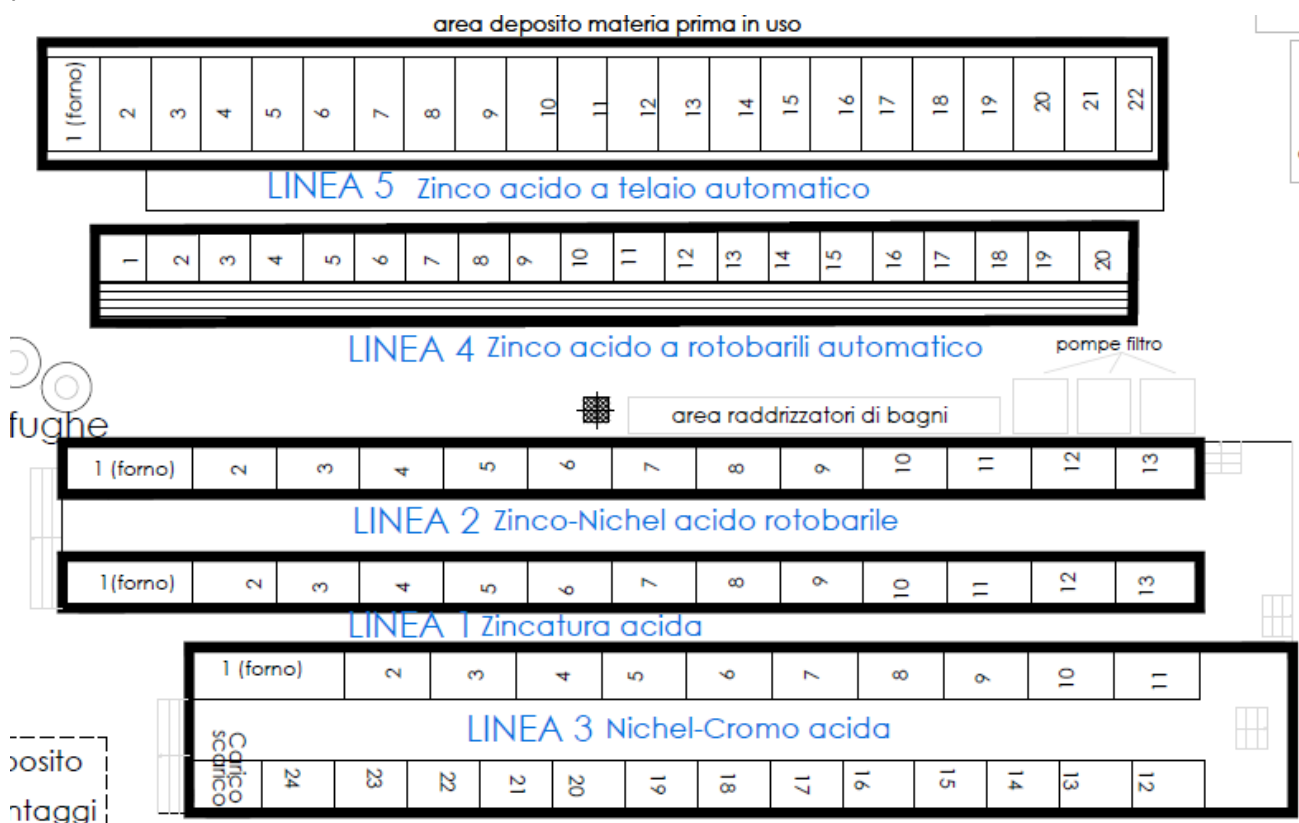 area deposito materia prima in uso
1 (forno) 2 3 4 5 6 7 8 9 10 11 12 13 14 15 16 17 18 19 20 21 22
LINEA 5 Zinco acido a telaio automatico
1 2 3 4 5 6 7 8 9 10 11 12 13 14 15 16 17 18 19 20
LINEA 4 Zinco acido a rotobarili automatico
pompe filtro
area raddrizzatori di bagni
fughe
1 (forno) 2 3 4 5 6 7 8 9 10 11 12 13
LINEA 2 Zinco-Nichel acido rotobarile
1(forno) 2 3 4 5 6 7 8 9 10 11 12 13
LINEA 1 Zincatura acida
1 (forno) 2 3 4 5 6 7 8 9 10 11
LINEA 3 Nichel-Cromo acida
Carico
scarico
24 23 22 21 20 19 18 17 16 15 14 13 12
posito
ntaggi